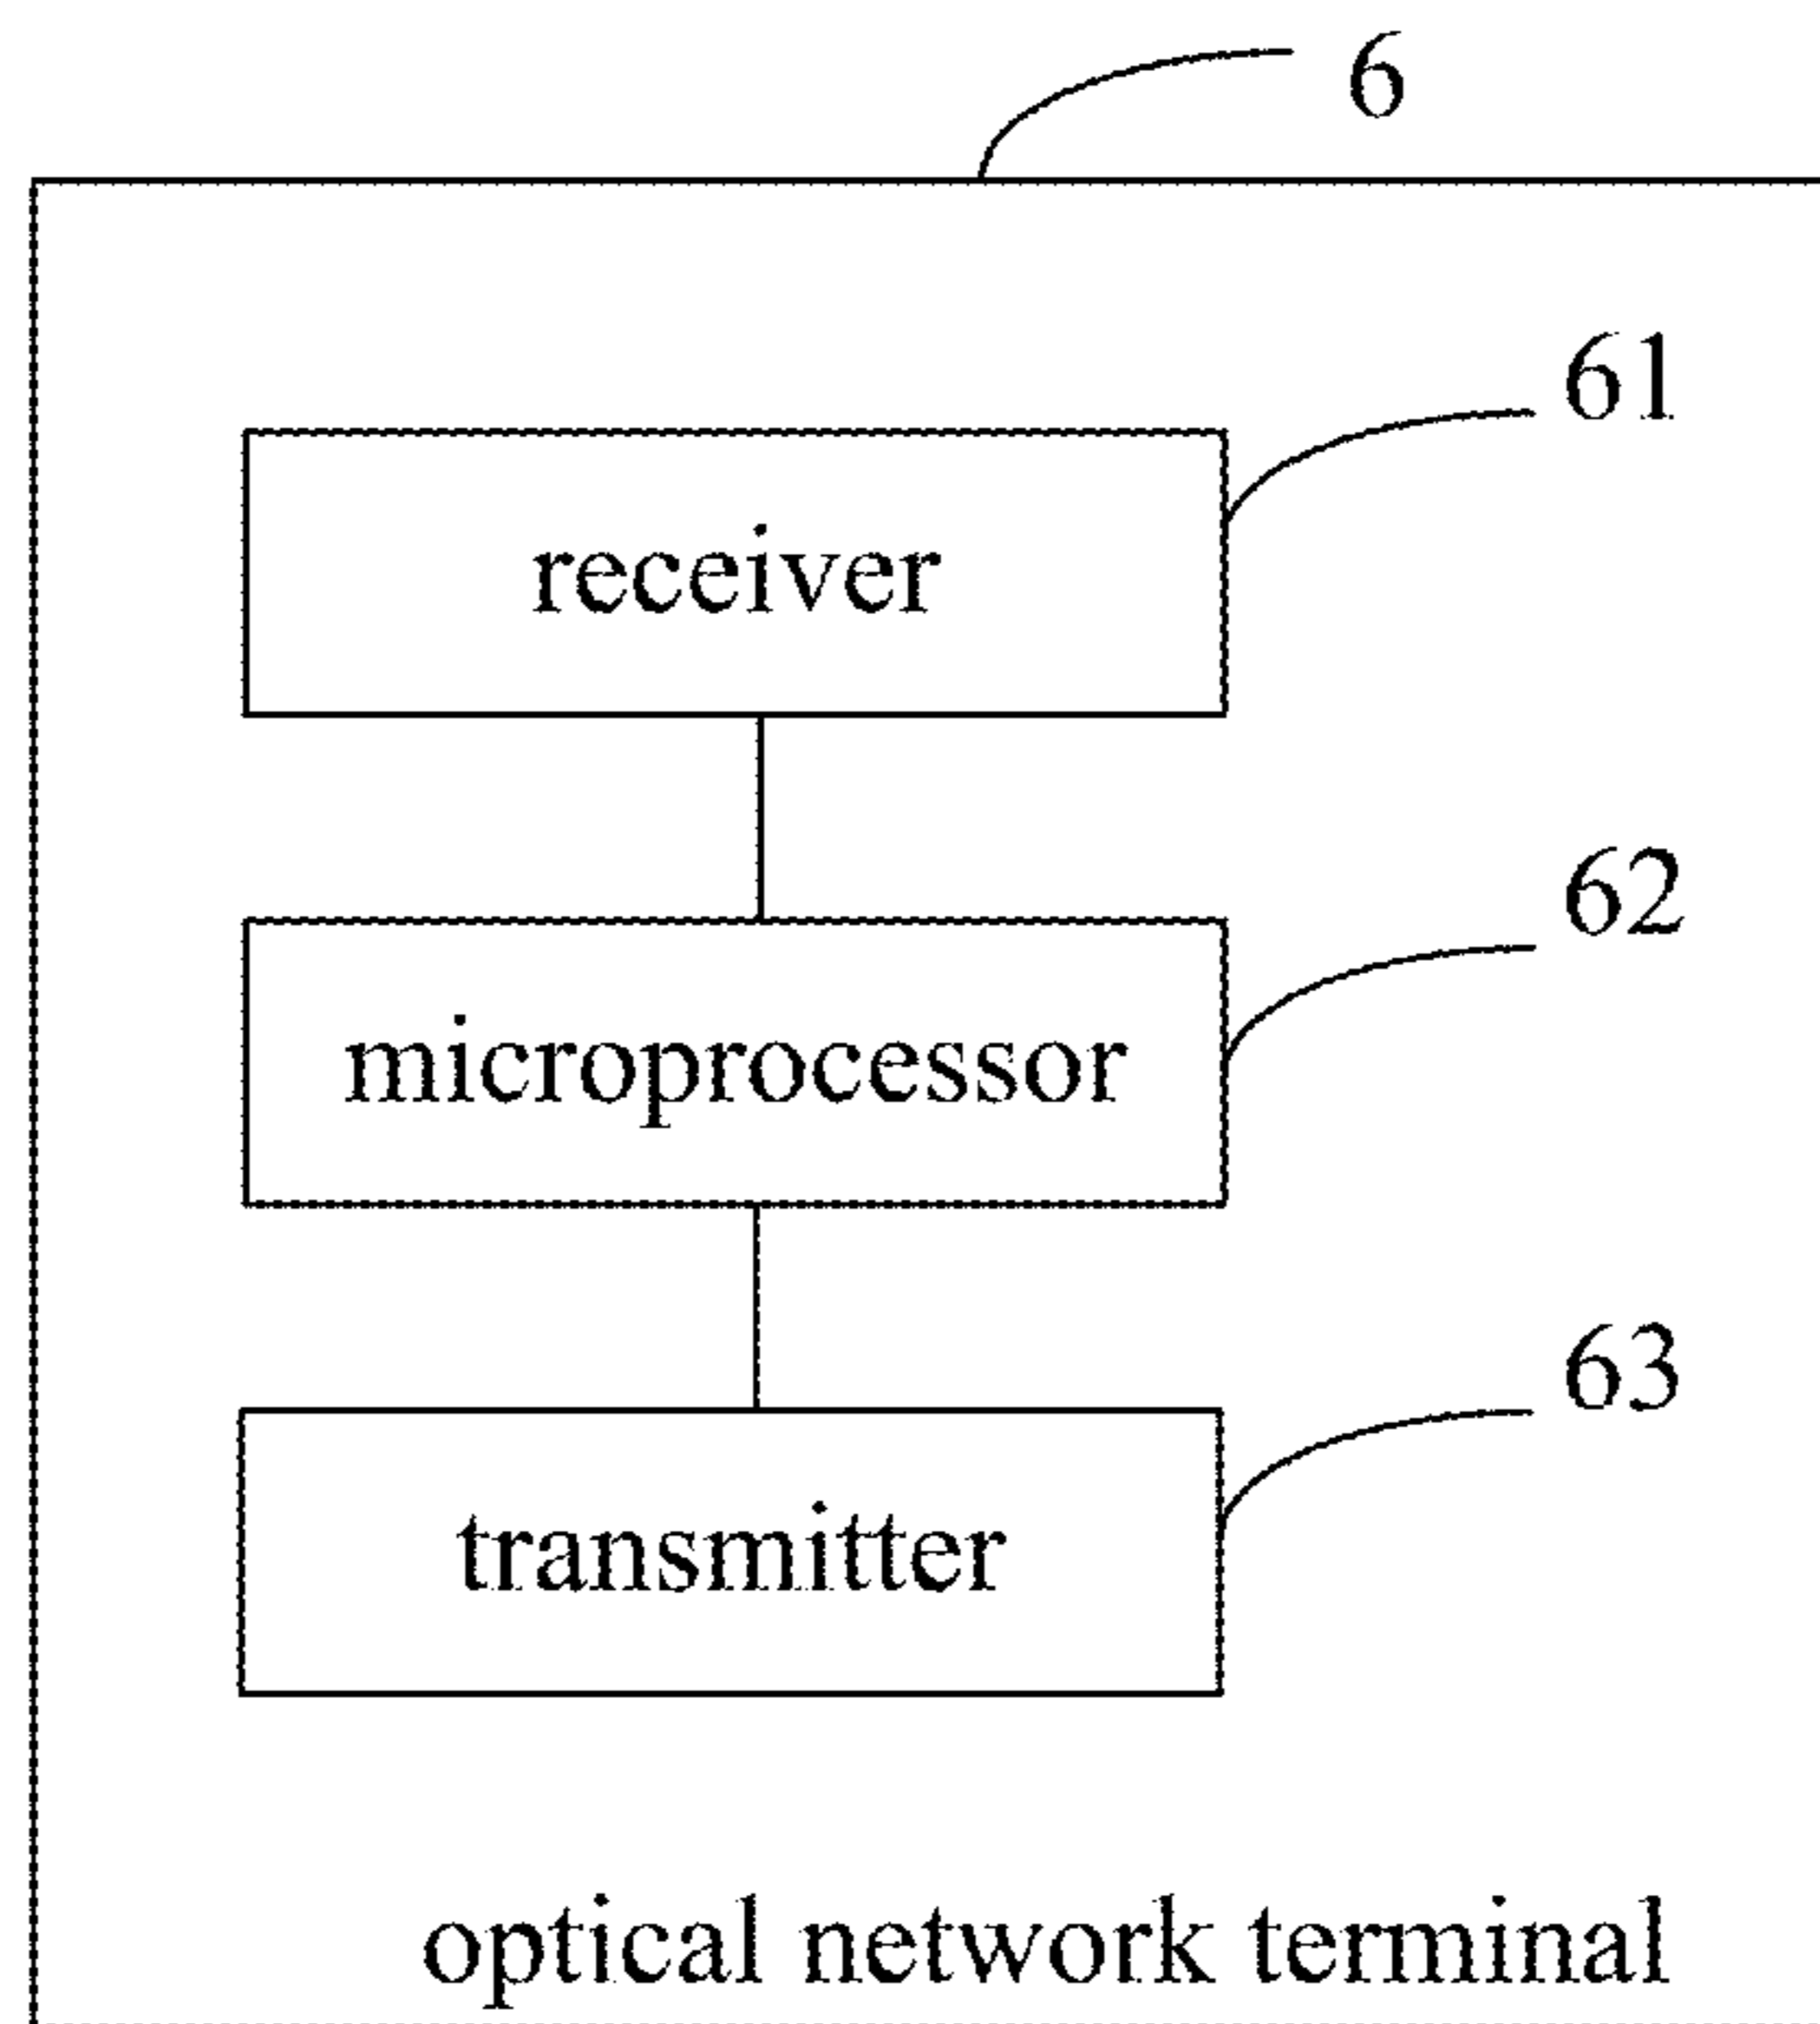 6
61
receiver
62
microprocessor
63
transmitter
optical network terminal